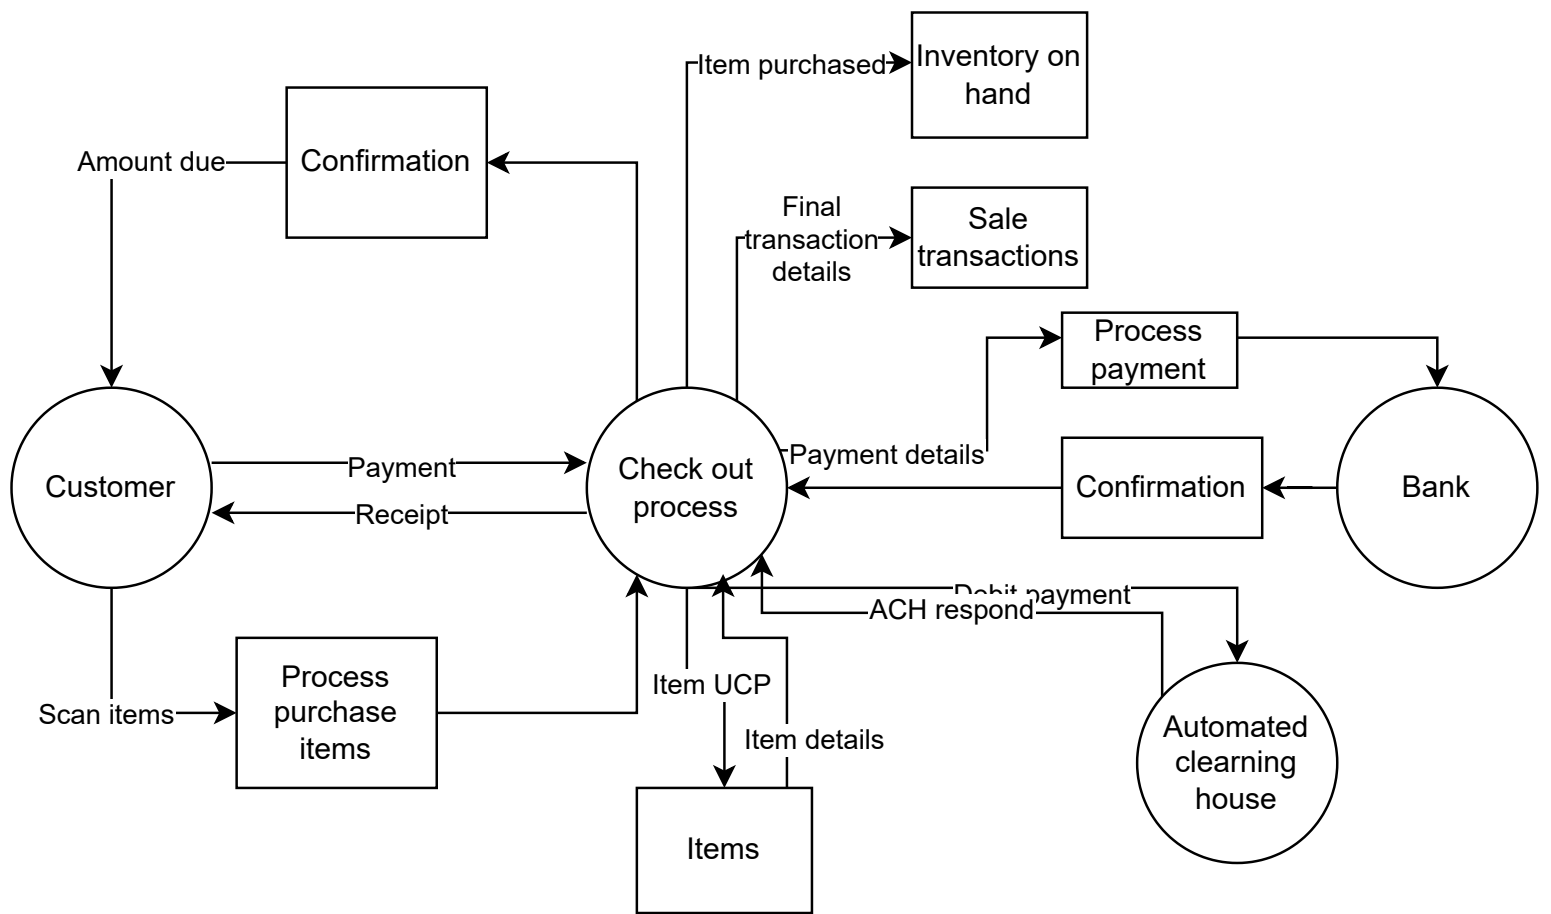 Item purchased
Inventory on
hand
Amount due
Confirmation
Final
transaction
details
Sale
transactions
Process
payment
Payment details
Customer
Payment
Receipt
Check out
process
Confirmation
Bank
Debit payment
ACH respond
Scan items
Process
purchase
items
Item UCP
Item details
Automated
clearning
house
Items